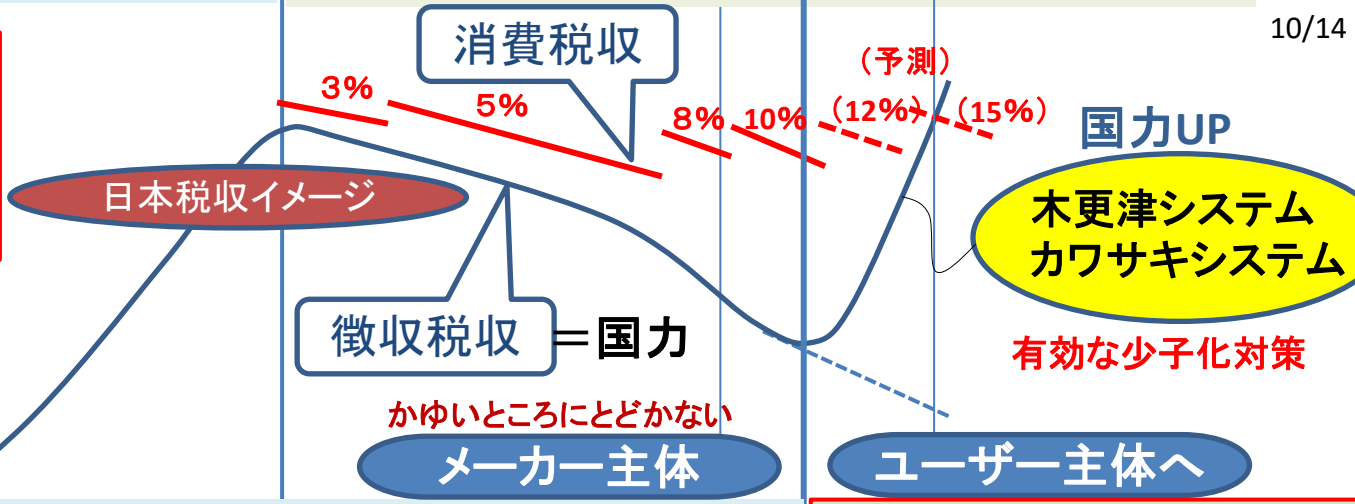 10/14
消費税収
(予測)
3%
5%
8%
10%
(12%)
(15%)
国力UP
日本税収イメージ
木更津システム
カワサキシステム
徴収税収
=国力
有効な少子化対策
かゆいところにとどかない
メーカー主体
ユーザー主体へ